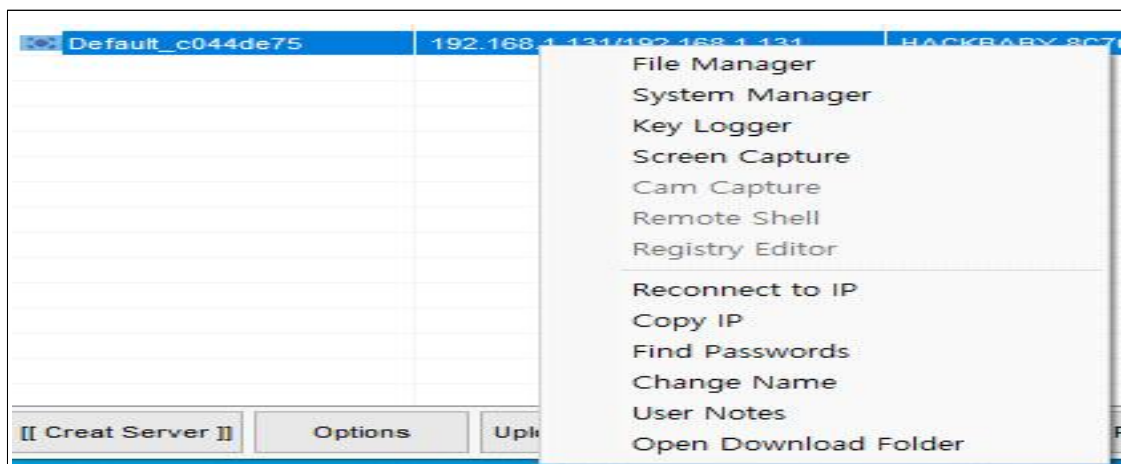 Default_c044de75 192.168.1.131/192.168.1.131
File Manager
System Manager
Key Logger
Screen Capture
Cam Capture
Remote Shell
Registry Editor
Reconnect to IP
Copy IP
Find Passwords
Change Name
User Notes
Open Download Folder
[[ Creat Server ]] Options